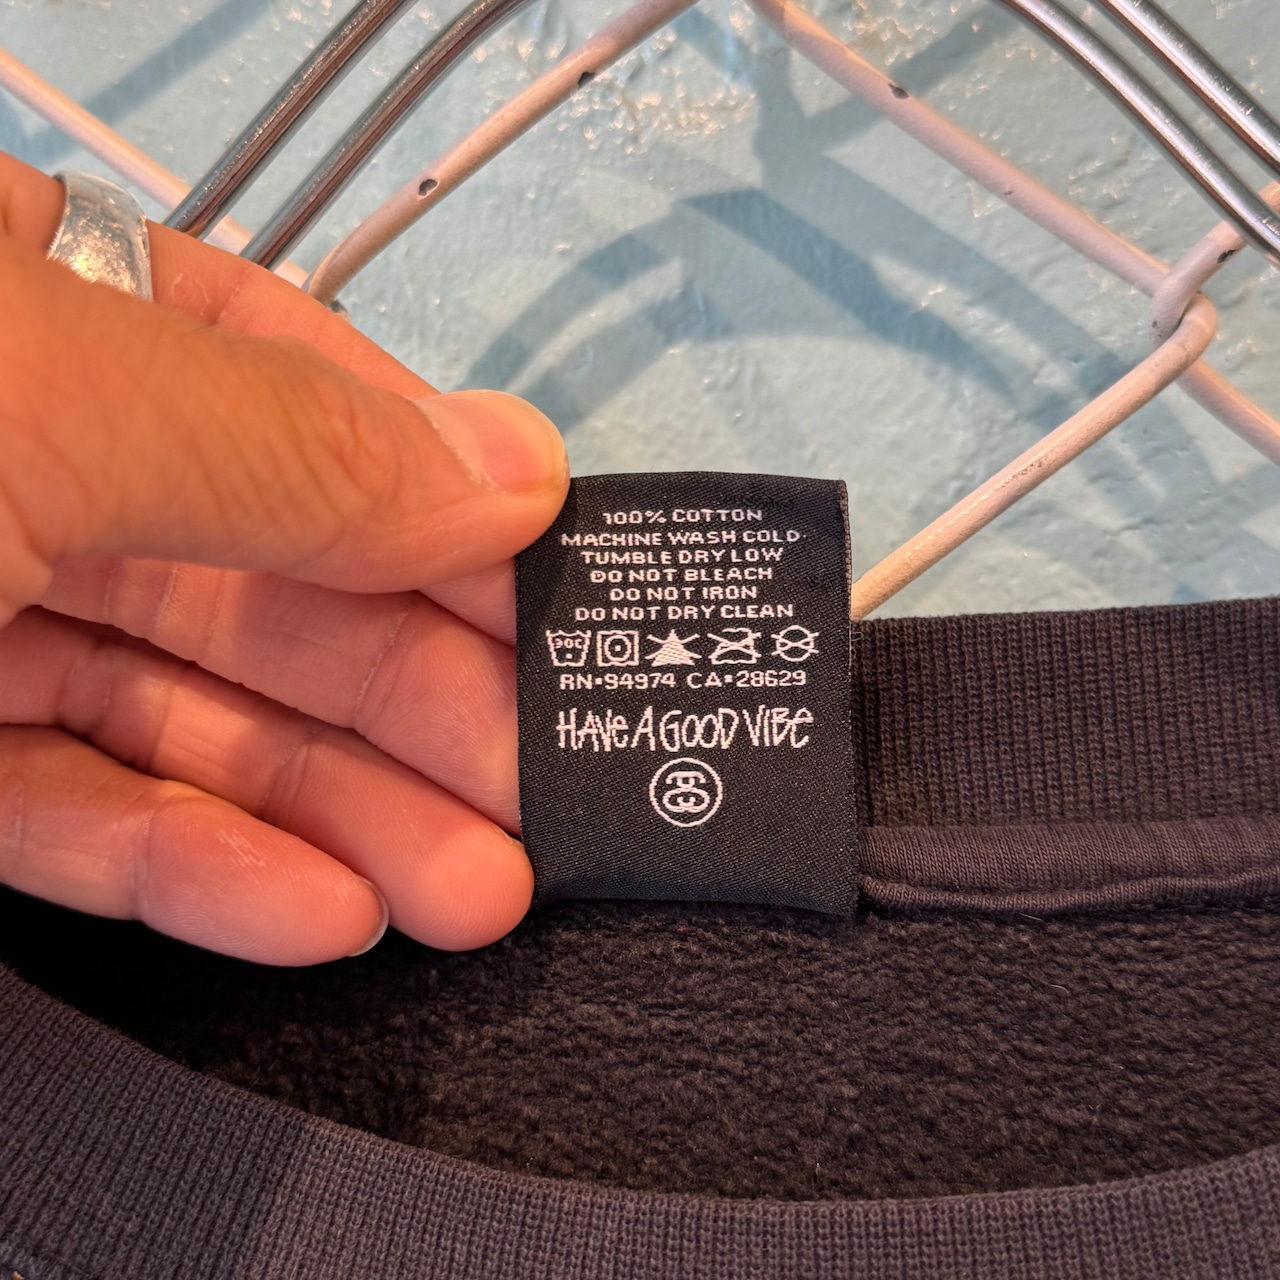 100% COTTON
MACHINE WASH COLD
TUMBLE DRY LOW
DO NOT BLEACH
DO NOT IRON
DO NOT DRY CLEAN
30C
RN•94974 CA•28629
HAVE A GOOD VIBE